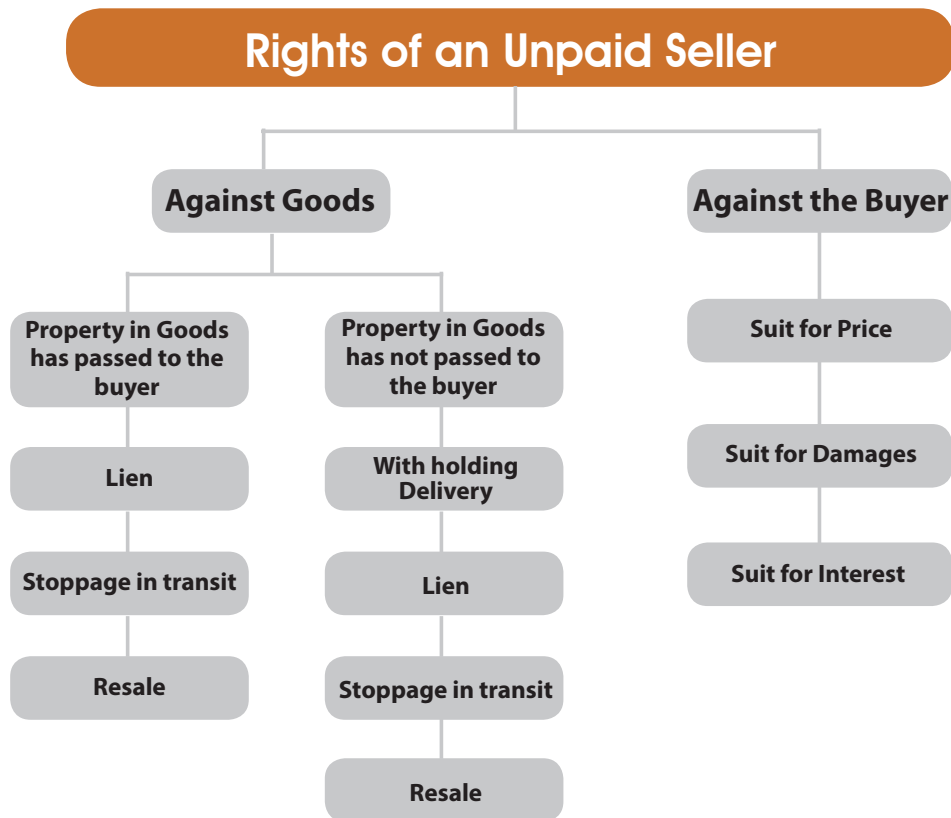 Rights of an Unpaid Seller
Against Goods
Against the Buyer
Property in Goods
has passed to the
buyer
Lien
Stoppage in transit
Resale
Property in Goods
has not passed to
the buyer
With holding
Delivery
Lien
Stoppage in transit
Resale
Suit for Price
Suit for Damages
Suit for Interest